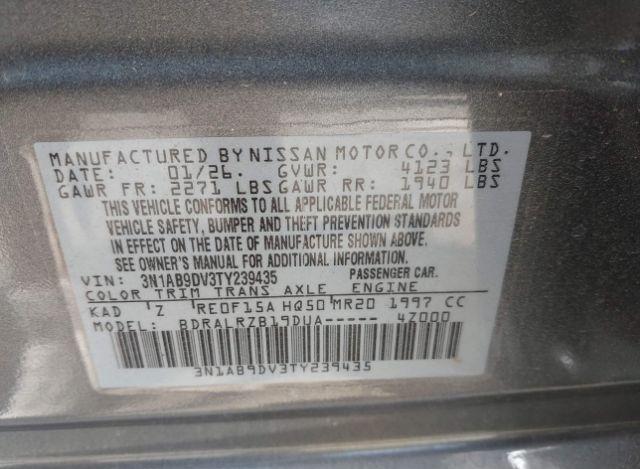 MANUFACTURED BY NISSAN MOTOR CO., LTD.
DATE: 01/26. GVWR: 4123 LBS
GAWR FR: 2271 LBS GAWR RR: 1940 LBS
THIS VEHICLE CONFORMS TO ALL APPLICABLE FEDERAL MOTOR
VEHICLE SAFETY, BUMPER AND THEFT PREVENTION STANDARDS
IN EFFECT ON THE DATE OF MANUFACTURE SHOWN ABOVE.
SEE OWNER'S MANUAL FOR ADDITIONAL INFORMATION.
VIN: 3N1AB9DV3TY239435 PASSENGER CAR.
COLOR TRIM TRANS AXLE ENGINE
KAD Z RE0F15A HQ50 MR20 1997 CC
MODEL: BDRALRZB19DUA----- 4Z000
3N1AB9DV3TY239435